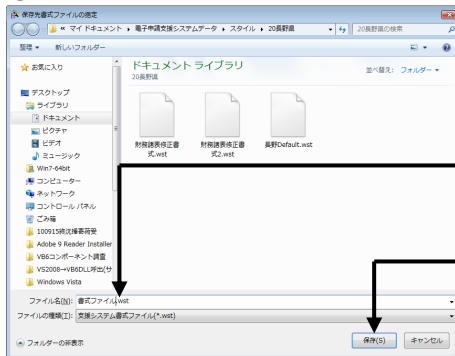 保存先書式ファイルの指定
« マイ ドキュメント ▸ 電子申請支援システムデータ ▸ スタイル ▸ 20長野県
20長野県の検索
整理 ▼ 新しいフォルダー
お気に入り
デスクトップ
ライブラリ
ドキュメント
ピクチャ
ビデオ
ミュージック
Win7-64bit
コンピューター
ネットワーク
コントロール パネル
ごみ箱
Adobe 9 Reader Installer
VB6コンポーネント調査
VS2008→VB6DLL呼出(サ
Windows Vista
ドキュメント ライブラリ
20長野県
並べ替え: フォルダー ▼
財務諸表修正書
式.wst
財務諸表修正書
式2.wst
長野Default.wst
ファイル名(N): 書式ファイル.wst
ファイルの種類(T): 支援システム書式ファイル(*.wst)
フォルダーの非表示
保存(S)
キャンセル